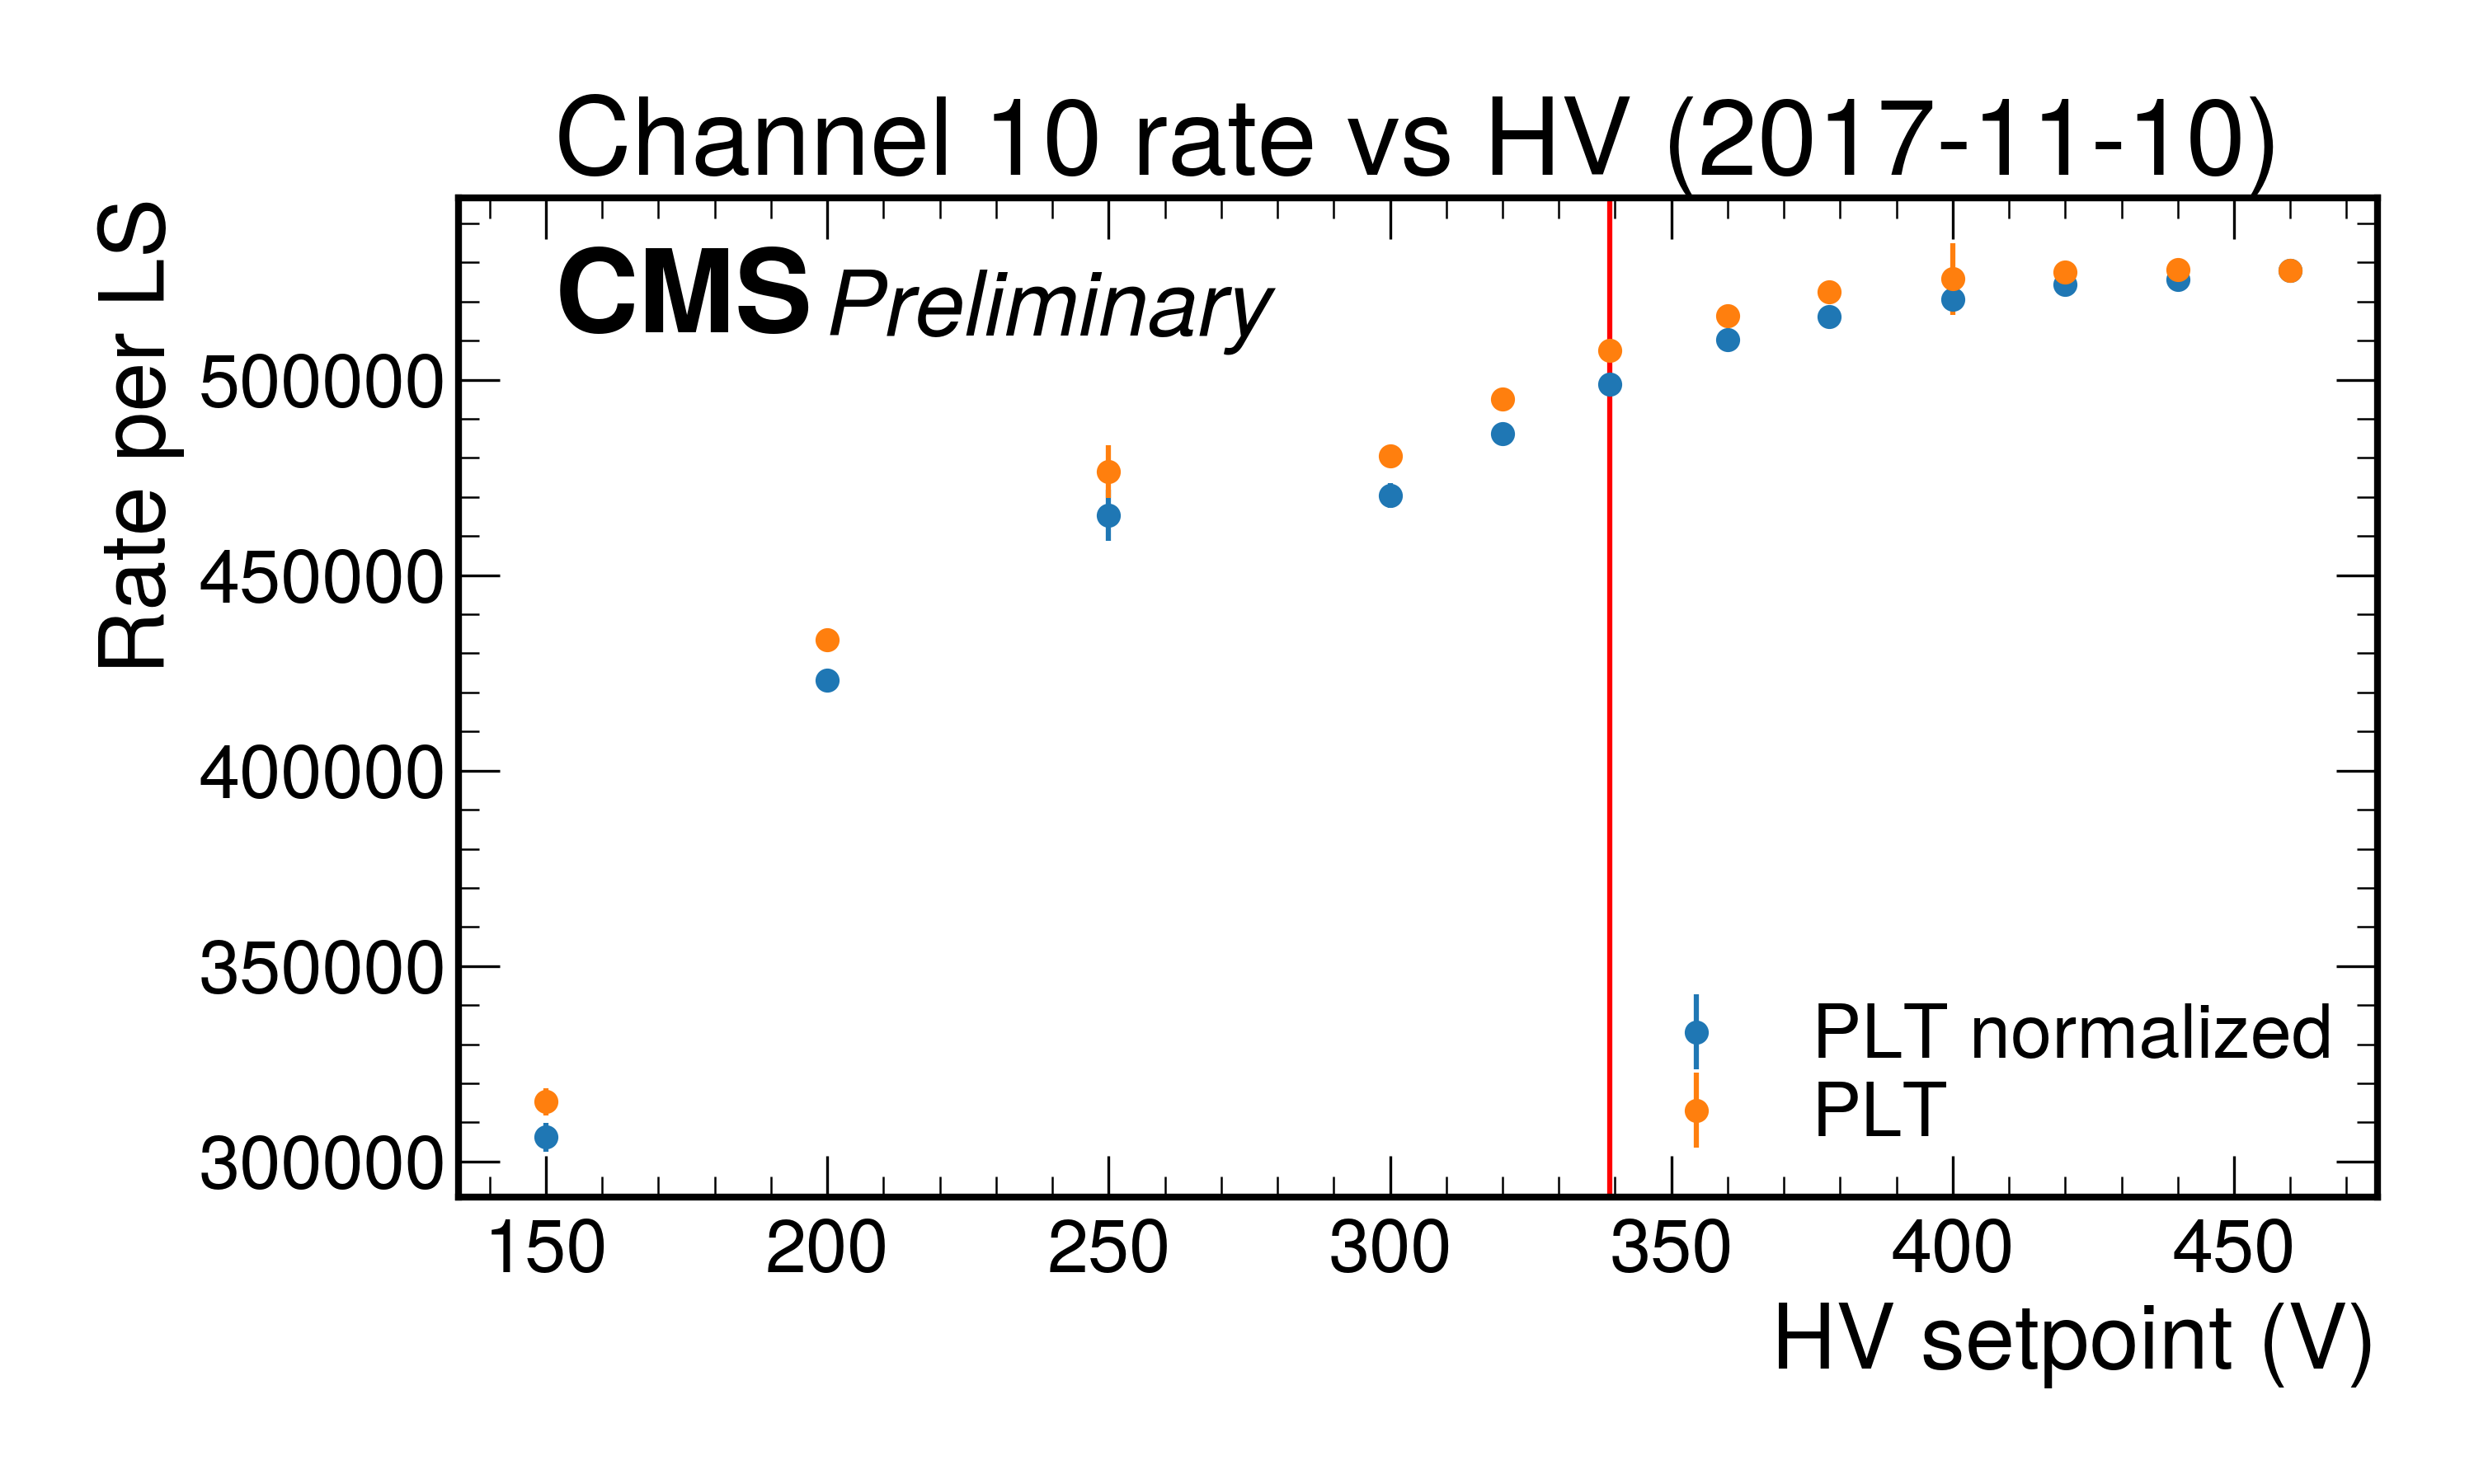 Channel 10 rate vs HV (2017-11-10)
CMS Preliminary
Rate per LS
500000
450000
400000
350000
300000
PLT normalized
PLT
150 200 250 300 350 400 450
HV setpoint (V)